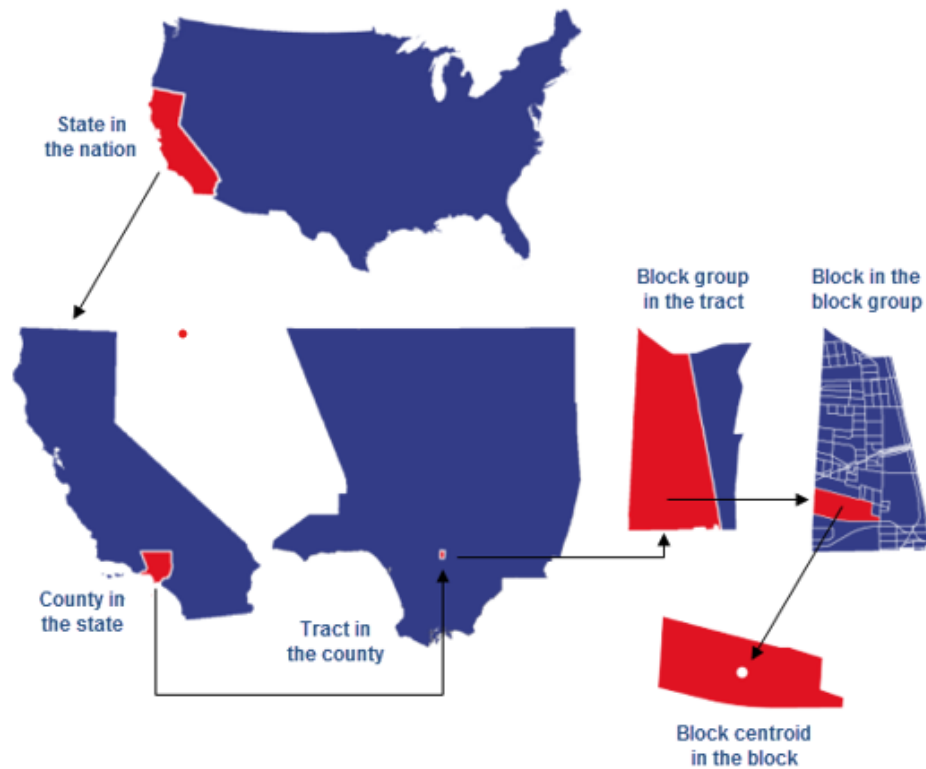 State in
the nation
Block group
in the tract
Block in the
block group
County in
the state
Tract in
the county
Block centroid
in the block